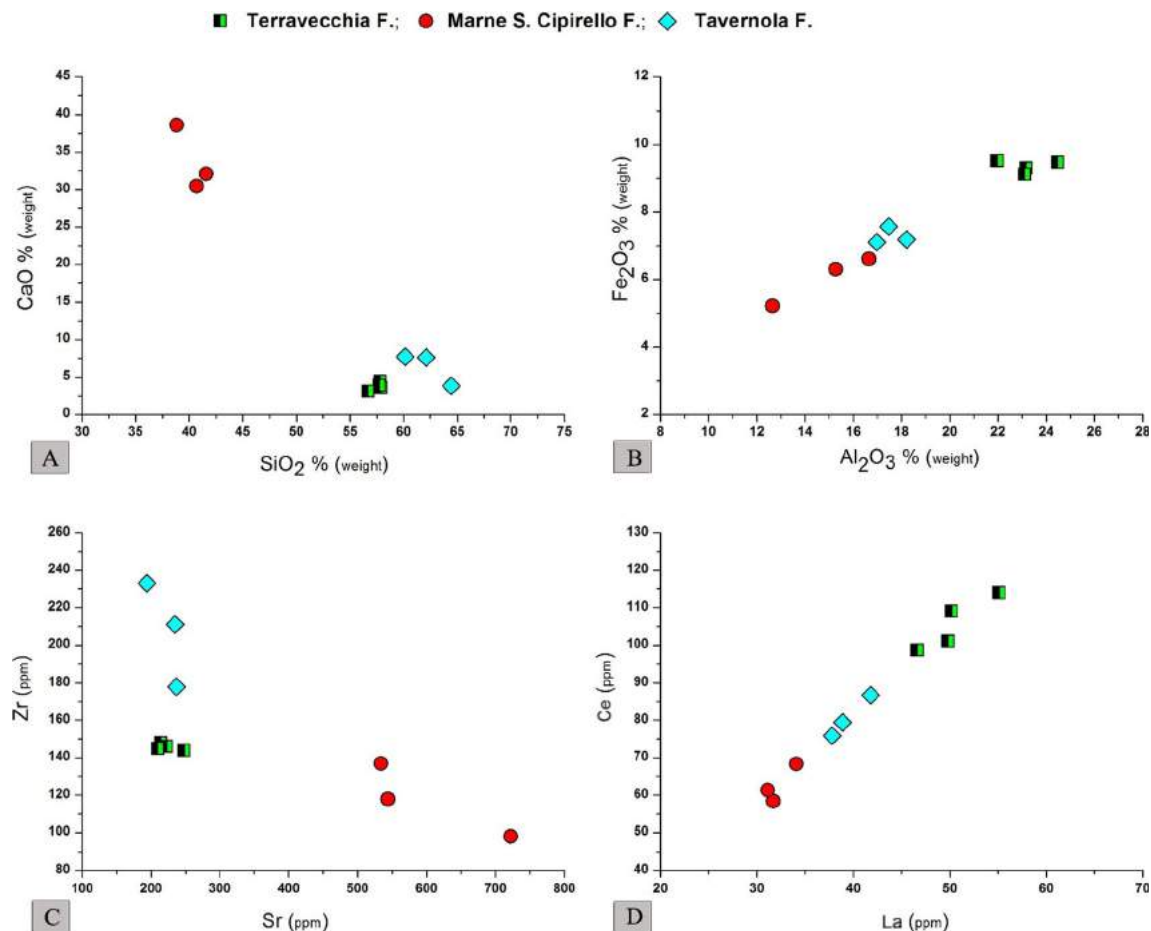 Terravecchia F.; Marne S. Cipirello F.; Tavernola F.
45
40
35
30
25
20
15
10
5
0
CaO % (weight)
30 35 40 45 50 55 60 65 70 75
A
SiO2 % (weight)
12
10
8
6
4
2
Fe2O3 % (weight)
8 10 12 14 16 18 20 22 24 26 28
B
Al2O3 % (weight)
260
240
220
200
180
160
140
120
100
80
Zr (ppm)
100 200 300 400 500 600 700 800
C
Sr (ppm)
130
120
110
100
90
80
70
60
50
40
Ce (ppm)
20 30 40 50 60 70
D
La (ppm)